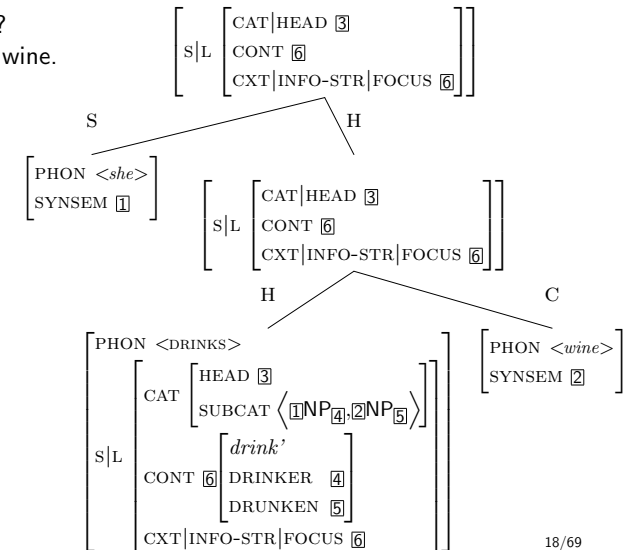 ?
wine.
CAT|HEAD 3
S|L CONT 6
CXT|INFO-STR|FOCUS 6
S H
PHON <she>
SYNSEM 1
CAT|HEAD 3
S|L CONT 6
CXT|INFO-STR|FOCUS 6
H C
PHON <DRINKS>
CAT HEAD 3
SUBCAT ⟨1NP4,2NP5⟩
S|L
CONT 6 drink’
DRINKER 4
DRUNKEN 5
CXT|INFO-STR|FOCUS 6
PHON <wine>
SYNSEM 2
18/69